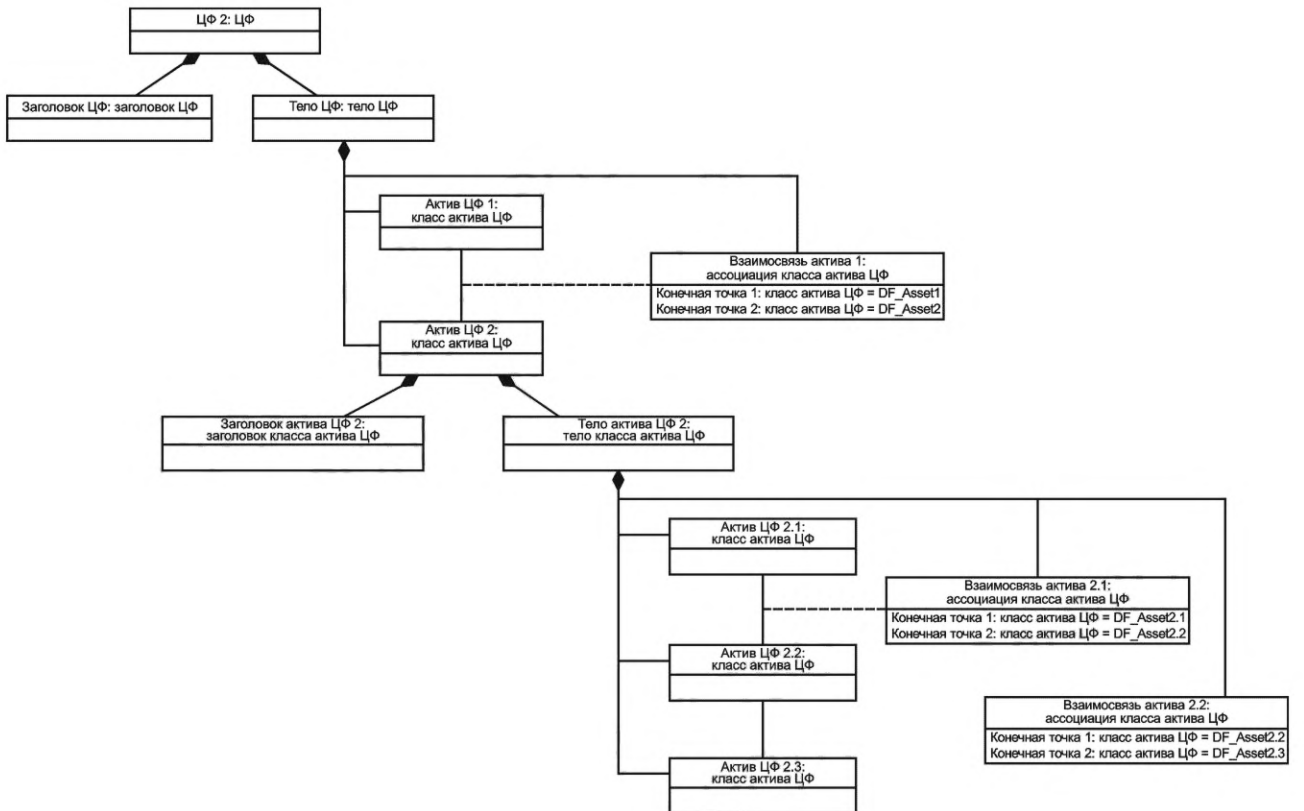 ЦФ 2: ЦФ
Заголовок ЦФ: заголовок ЦФ
Тело ЦФ: тело ЦФ
Актив ЦФ 1:
класс актива ЦФ
Взаимосвязь актива 1:
ассоциация класса актива ЦФ
Конечная точка 1: класс актива ЦФ = DF_Asset1
Конечная точка 2: класс актива ЦФ = DF_Asset2
Актив ЦФ 2:
класс актива ЦФ
Заголовок актива ЦФ 2:
заголовок класса актива ЦФ
Тело актива ЦФ 2:
тело класса актива ЦФ
Актив ЦФ 2.1:
класс актива ЦФ
Взаимосвязь актива 2.1:
ассоциация класса актива ЦФ
Конечная точка 1: класс актива ЦФ = DF_Asset2.1
Конечная точка 2: класс актива ЦФ = DF_Asset2.2
Актив ЦФ 2.2:
класс актива ЦФ
Взаимосвязь актива 2.2:
ассоциация класса актива ЦФ
Конечная точка 1: класс актива ЦФ = DF_Asset2.2
Конечная точка 2: класс актива ЦФ = DF_Asset2.3
Актив ЦФ 2.3:
класс актива ЦФ